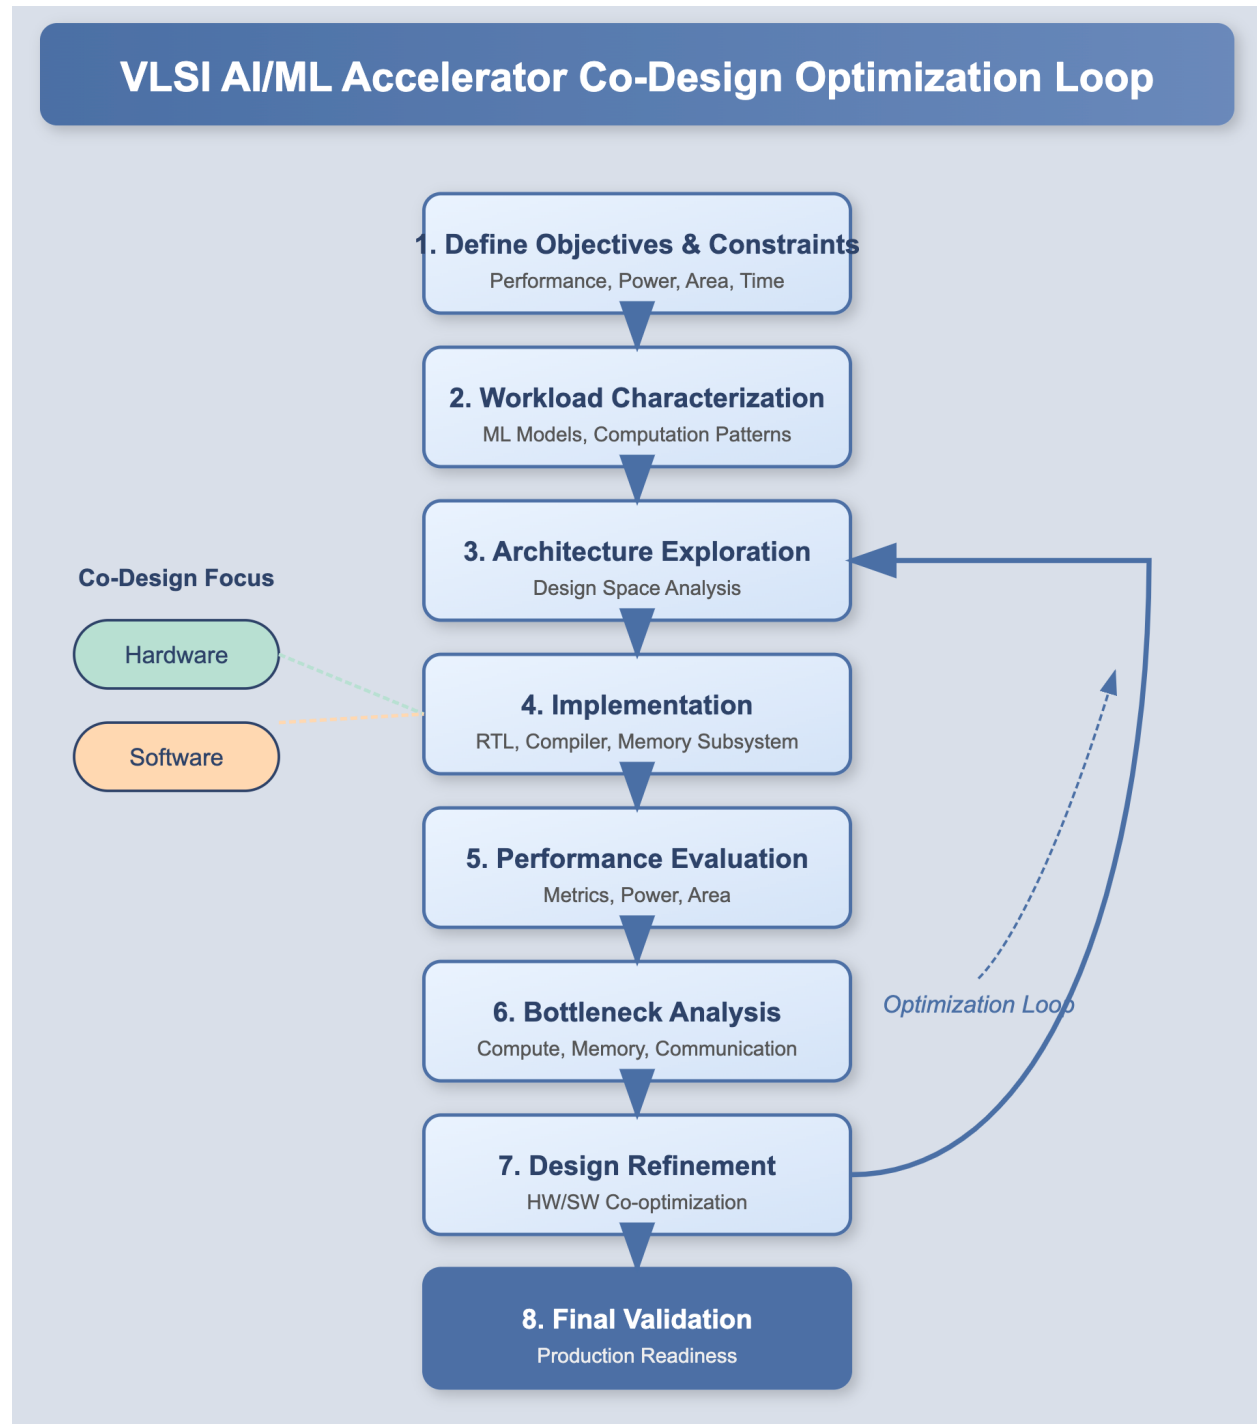 VLSI AI/ML Accelerator Co-Design Optimization Loop
1. Define Objectives & Constraints
Performance, Power, Area, Time
2. Workload Characterization
ML Models, Computation Patterns
3. Architecture Exploration
Design Space Analysis
Co-Design Focus
Hardware
Software
4. Implementation
RTL, Compiler, Memory Subsystem
5. Performance Evaluation
Metrics, Power, Area
6. Bottleneck Analysis
Compute, Memory, Communication
Optimization Loop
7. Design Refinement
HW/SW Co-optimization
8. Final Validation
Production Readiness